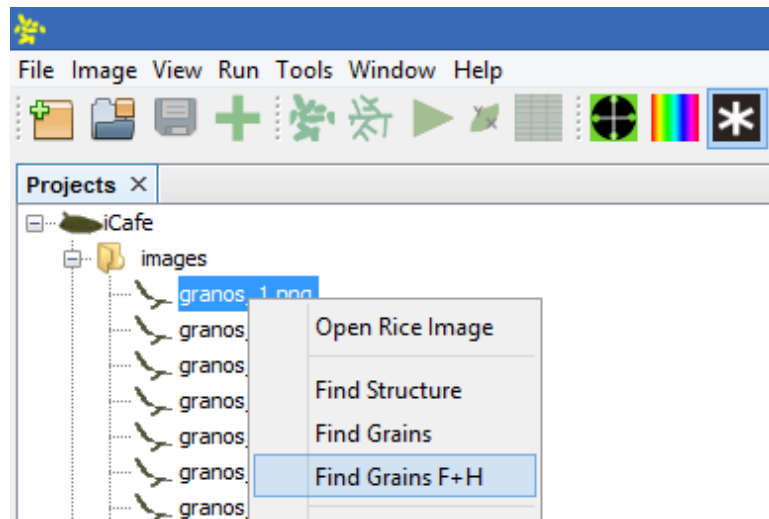 File Image View Run Tools Window Help
Projects
iCafe
images
granos_1.png
Open Rice Image
granos_
granos_
Find Structure
granos_
Find Grains
granos_
Find Grains F+H
granos_
granos_